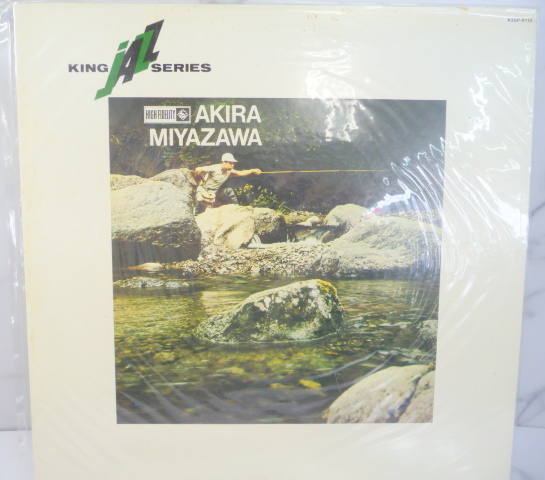 KING JAZZ SERIES
HIGH FIDELITY AKIRA
MIYAZAWA